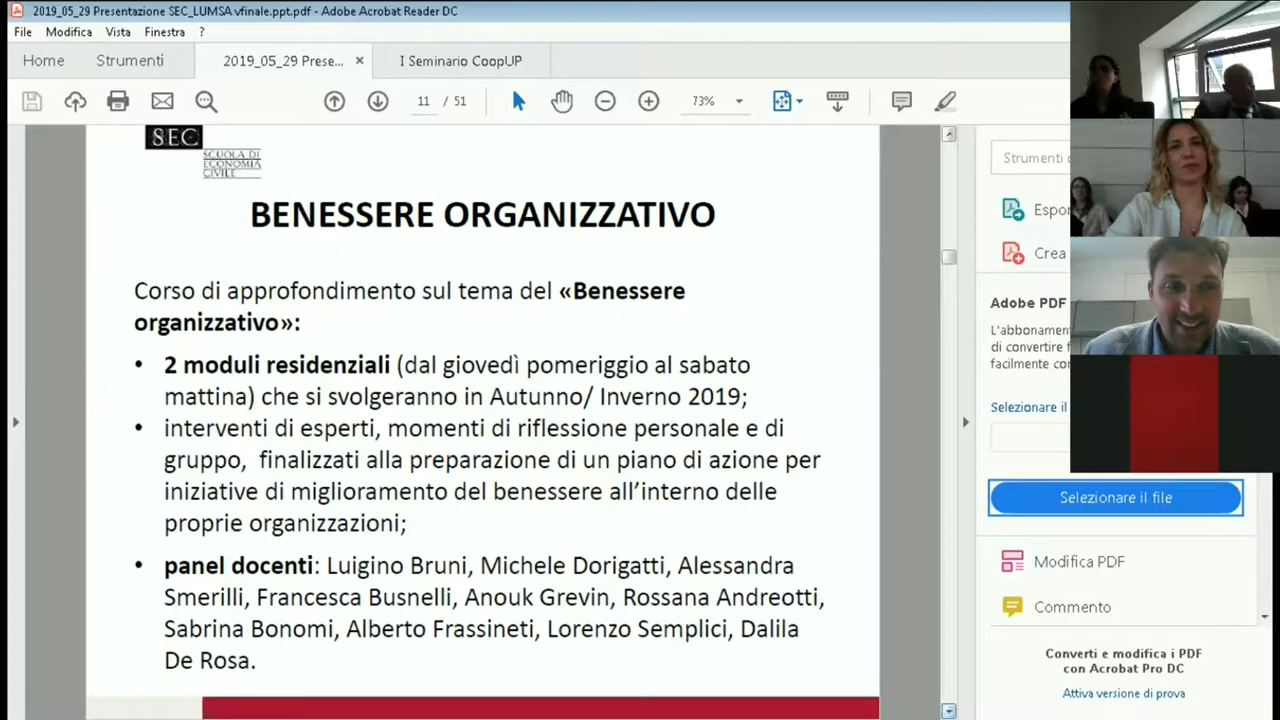 2019_05_29 Presentazione SEC_LUMSA vfinale.ppt.pdf - Adobe Acrobat Reader DC
File Modifica Vista Finestra ?
Home Strumenti 2019_05_29 Prese... × I Seminario CoopUP
11 / 51 73%
SEC
SCUOLA DI
ECONOMIA
CIVILE
BENESSERE ORGANIZZATIVO
Corso di approfondimento sul tema del «Benessere
organizzativo»:
• 2 moduli residenziali (dal giovedì pomeriggio al sabato
mattina) che si svolgeranno in Autunno/ Inverno 2019;
• interventi di esperti, momenti di riflessione personale e di
gruppo, finalizzati alla preparazione di un piano di azione per
iniziative di miglioramento del benessere all’interno delle
proprie organizzazioni;
• panel docenti: Luigino Bruni, Michele Dorigatti, Alessandra
Smerilli, Francesca Busnelli, Anouk Grevin, Rossana Andreotti,
Sabrina Bonomi, Alberto Frassineti, Lorenzo Semplici, Dalila
De Rosa.
Strumenti
Espor
Crea
Adobe PDF
L'abbonamen
di convertire f
facilmente con
Selezionare il
Selezionare il file
Modifica PDF
Commento
Converti e modifica i PDF
con Acrobat Pro DC
Attiva versione di prova